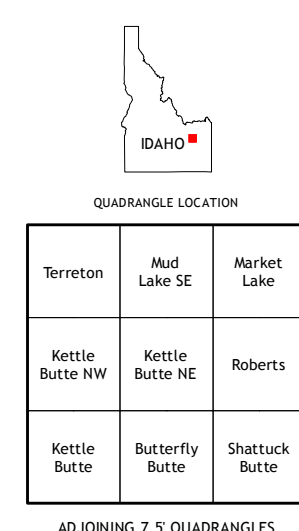 IDAHO
QUADRANGLE LOCATION
Terreton
Mud
Lake SE
Market
Lake
Kettle
Butte NW
Kettle
Butte NE
Roberts
Kettle
Butte
Butterfly
Butte
Shattuck
Butte
ADJOINING 7.5' QUADRANGLES